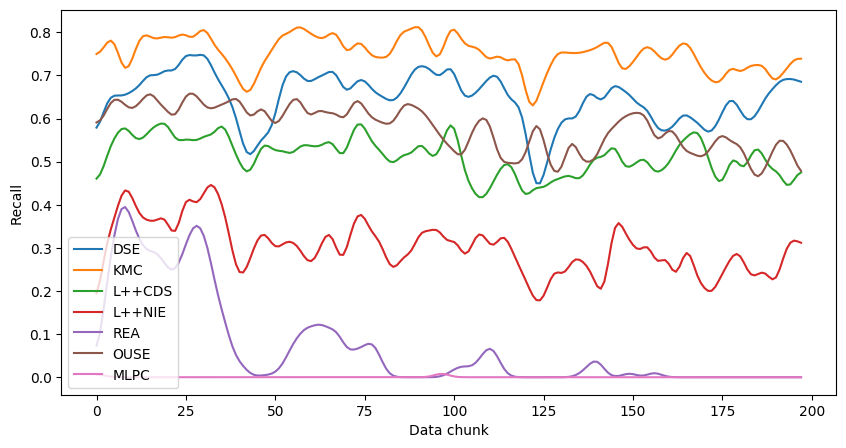 Recall
0.8
0.7
0.6
0.5
0.4
0.3
0.2
0.1
0.0
DSE
KMC
L++CDS
L++NIE
REA
OUSE
MLPC
0 25 50 75 100 125 150 175 200
Data chunk